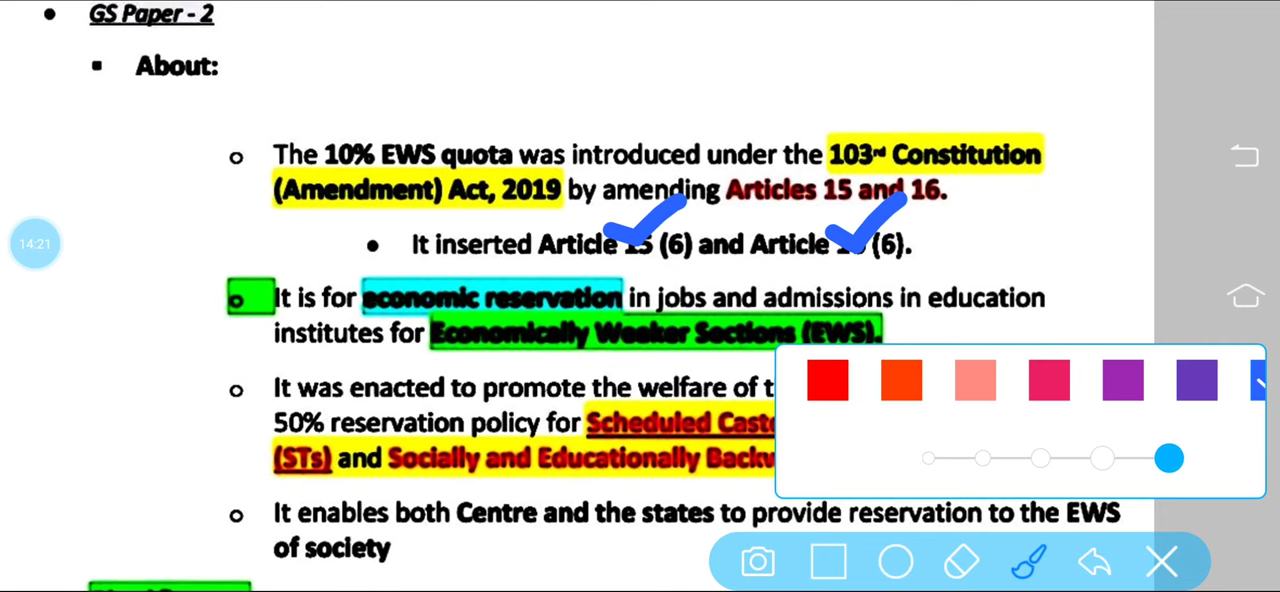 GS Paper - 2
About:
The 10% EWS quota was introduced under the 103rd Constitution
(Amendment) Act, 2019 by amending Articles 15 and 16.
It inserted Article 15 (6) and Article (6).
14:21
It is for economic reservation in jobs and admissions in education
institutes for Economically Weaker Sections (EWS).
It was enacted to promote the welfare of
50% reservation policy for Scheduled
(STs) and Socially and Educationally
It enables both Centre and the states to provide reservation to the EWS
of society